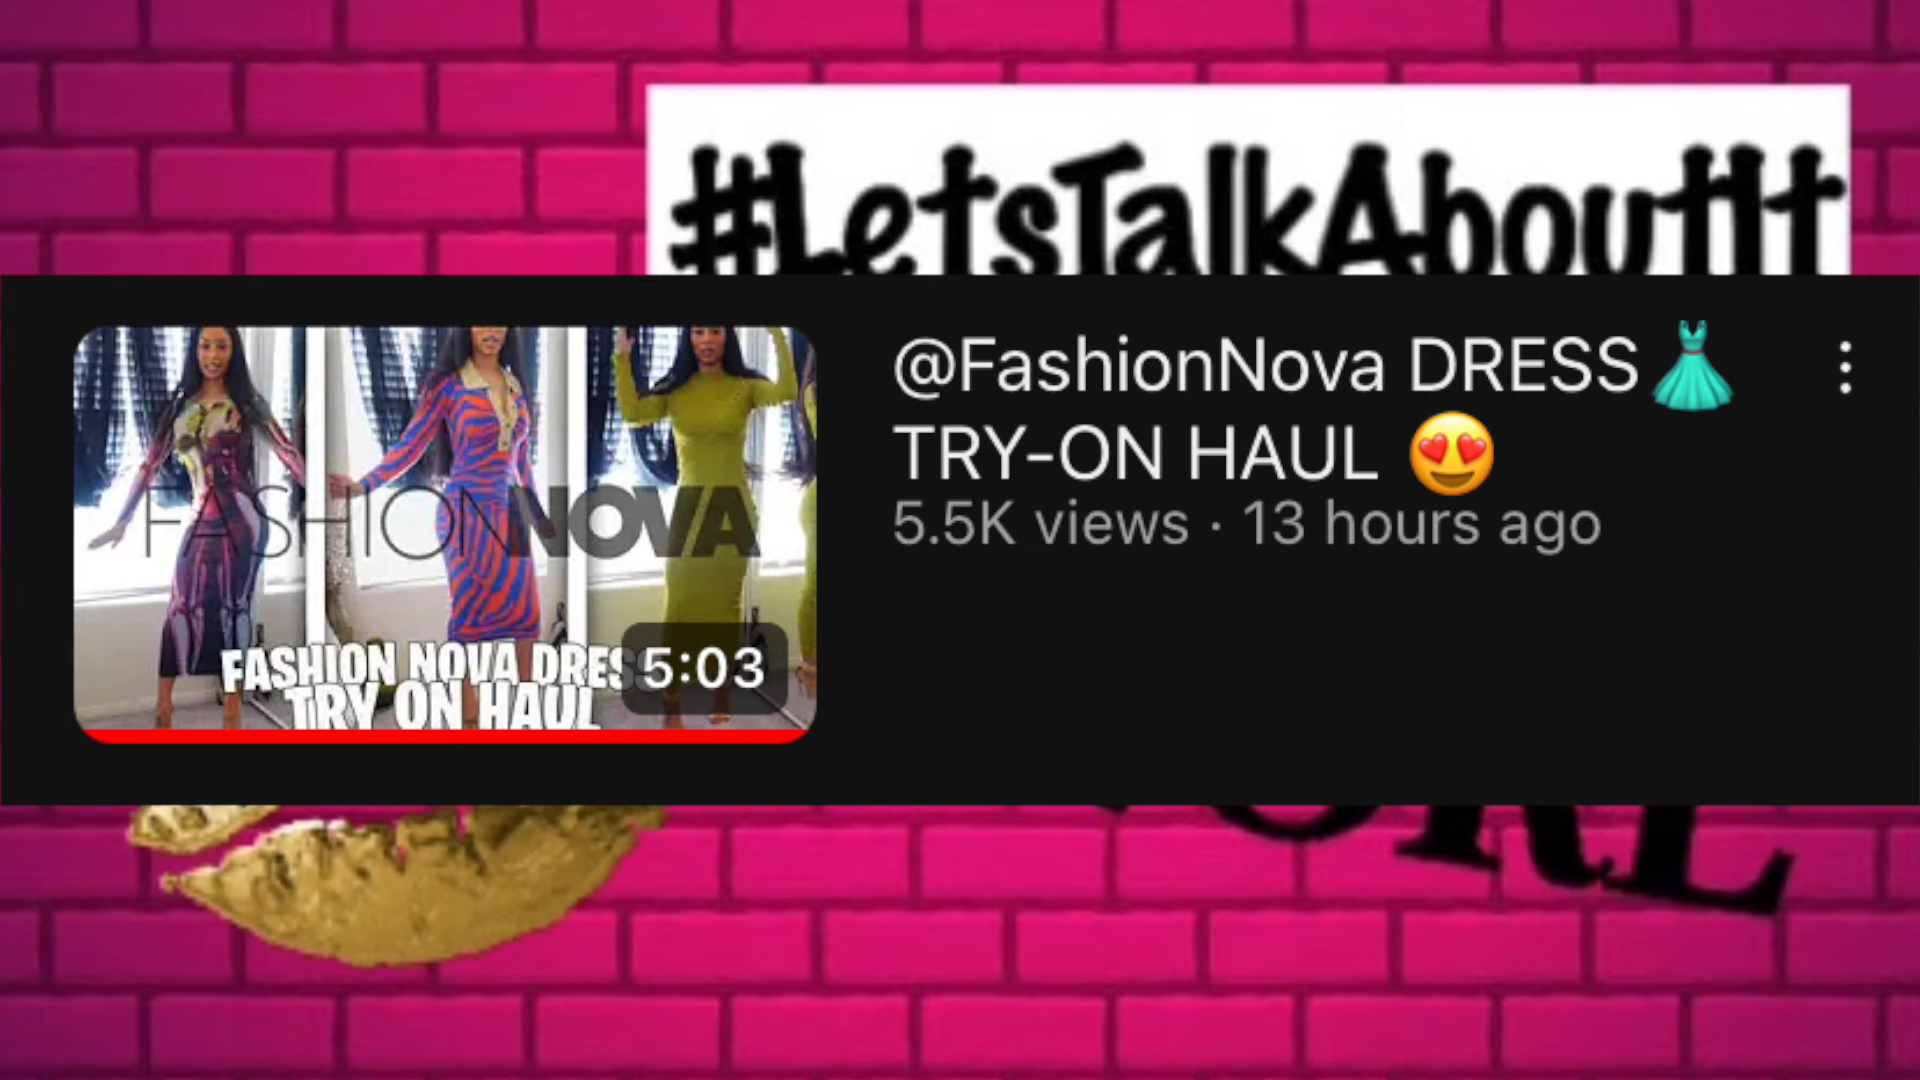 #LetsTalkAboutIt
@FashionNova DRESS👗
TRY-ON HAUL 😍
5.5K views · 13 hours ago
FASHIONNOVA
FASHION NOVA DRES
TRY ON HAUL
5:03